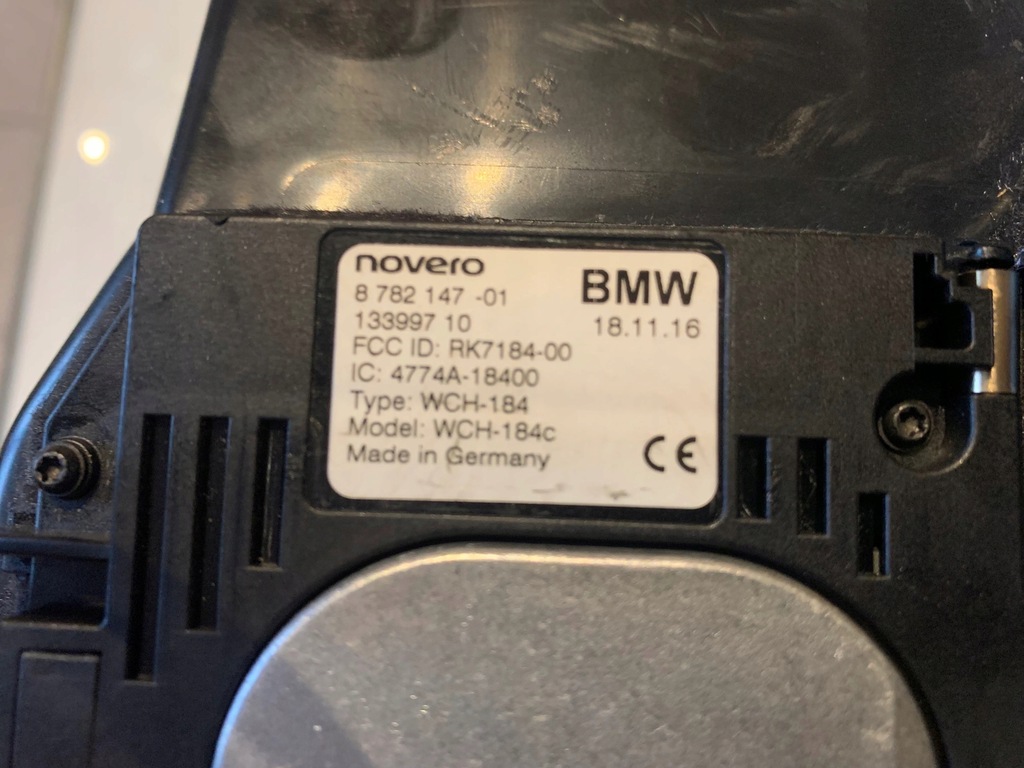 novero
BMW
8 782 147 -01
18.11.16
133997 10
FCC ID: RK7184-00
IC: 4774A-18400
Type: WCH-184
Model: WCH-184c
Made in Germany
CE